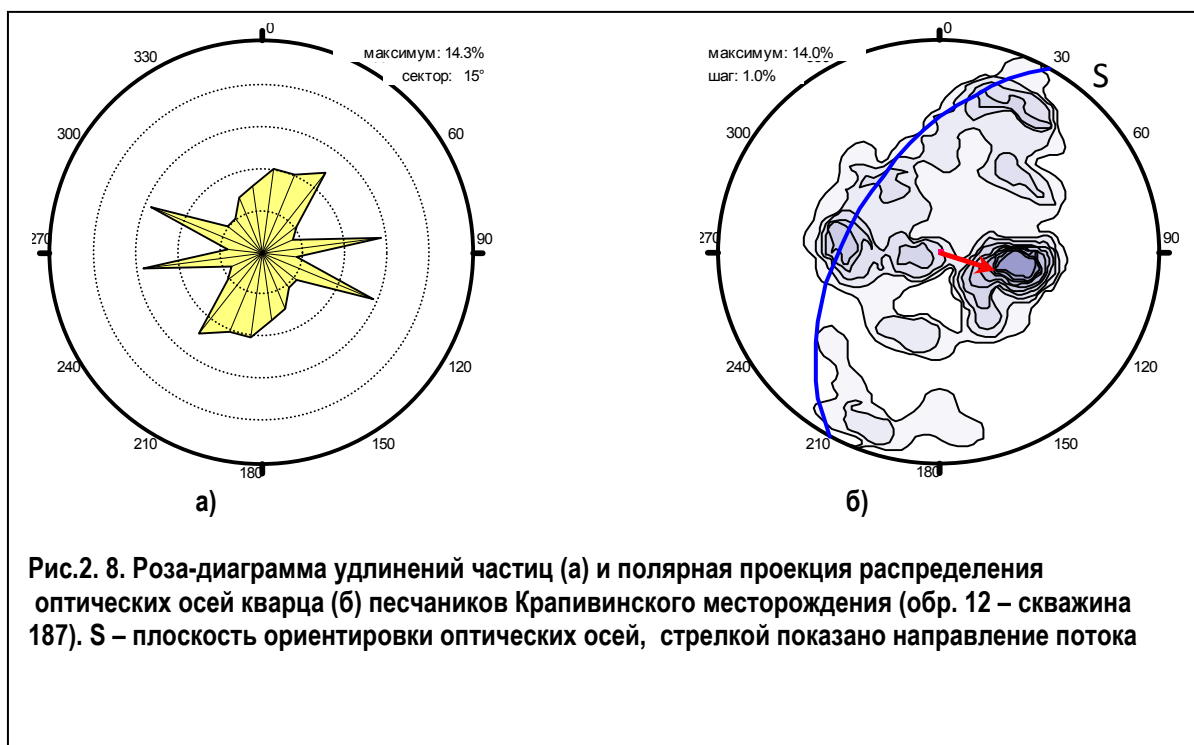 0
максимум: 14.3%
330
сектор: 15°
300
60
270
90
240
120
210
150
180
а)
0
максимум: 14.0%
30
S
шаг: 1.0%
300
60
270
90
240
120
210
150
180
б)
Рис.2. 8. Роза-диаграмма удлинений частиц (а) и полярная проекция распределения
оптических осей кварца (б) песчаников Крапивинского месторождения (обр. 12 – скважина
187). S – плоскость ориентировки оптических осей, стрелкой показано направление потока